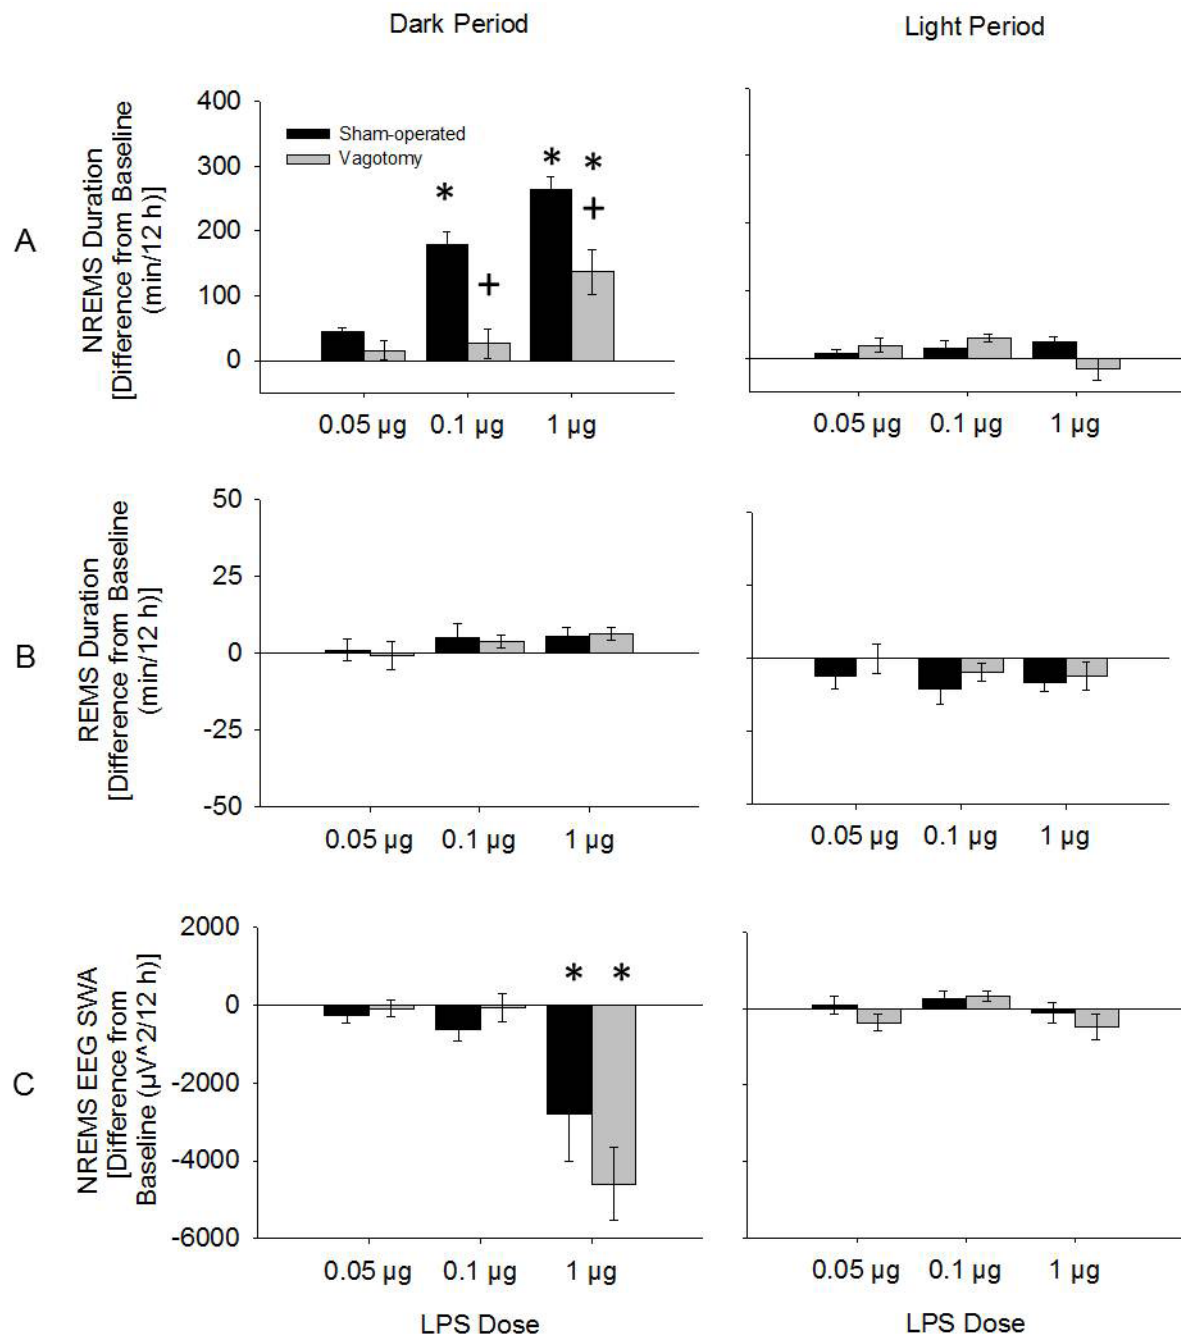 Dark Period
Light Period
A
NREMS Duration
[Difference from Baseline
(min/12 h)]
400
300
200
100
0
Sham-operated
Vagotomy
*
+
*
*
+
0.05 µg
0.1 µg
1 µg
0.05 µg
0.1 µg
1 µg
B
REMS Duration
[Difference from Baseline
(min/12 h)]
50
25
0
-25
-50
0.05 µg
0.1 µg
1 µg
0.05 µg
0.1 µg
1 µg
C
NREMS EEG SWA
[Difference from
Baseline (µV^2/12 h)]
2000
0
-2000
-4000
-6000
*
*
0.05 µg
0.1 µg
1 µg
0.05 µg
0.1 µg
1 µg
LPS Dose
LPS Dose